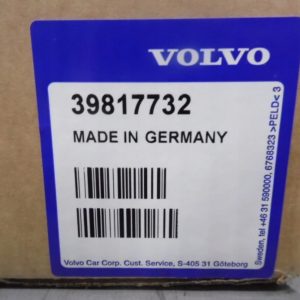 VOLVO
39817732
MADE IN GERMANY
Volvo Car Corp. Cust. Service, S-405 31 Göteborg
Sweden, tel +46 31 590000, 6768323 >PELD< 3